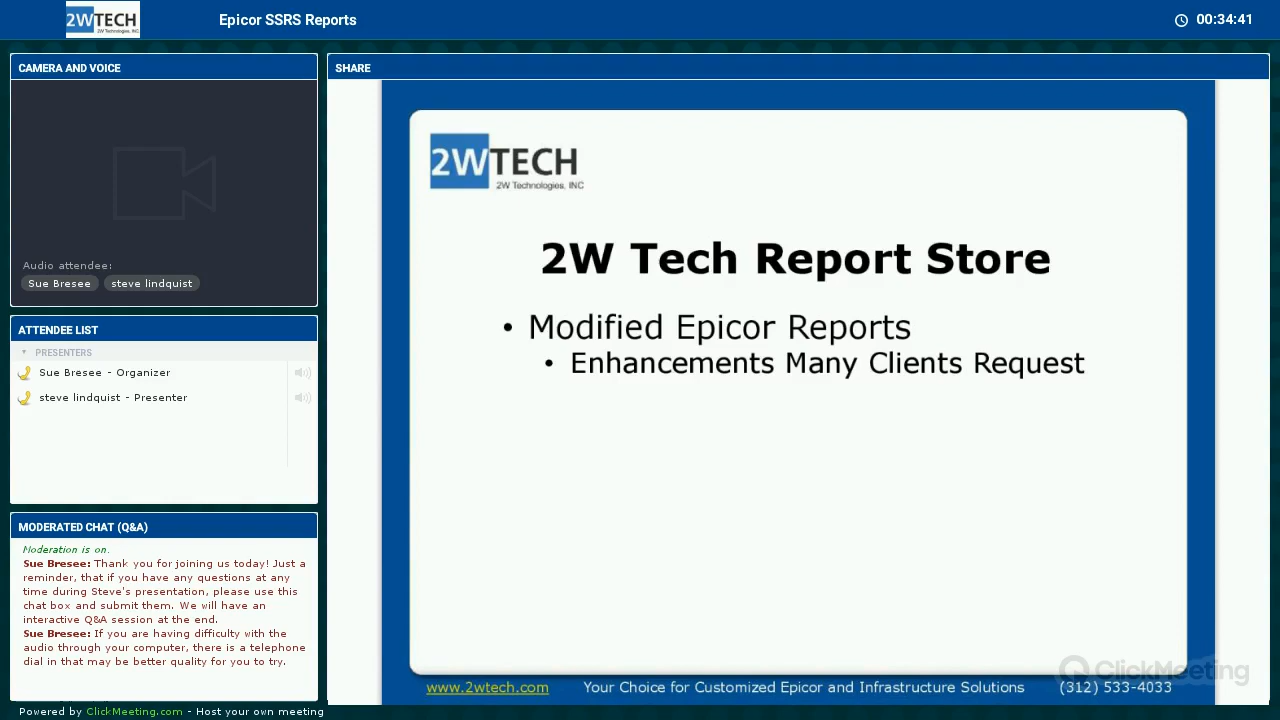 2WTECH
2W Technologies, INC
Epicor SSRS Reports
00:34:41
CAMERA AND VOICE
Audio attendee:
Sue Bresee
steve lindquist
ATTENDEE LIST
PRESENTERS
Sue Bresee - Organizer
steve lindquist - Presenter
MODERATED CHAT (Q&A)
Moderation is on.
Sue Bresee: Thank you for joining us today! Just a
reminder, that if you have any questions at any
time during Steve's presentation, please use this
chat box and submit them. We will have an
interactive Q&A session at the end.
Sue Bresee: If you are having difficulty with the
audio through your computer, there is a telephone
dial in that may be better quality for you to try.
Powered by ClickMeeting.com - Host your own meeting
SHARE
2WTECH
2W Technologies, INC
2W Tech Report Store
• Modified Epicor Reports
• Enhancements Many Clients Request
ClickMeeting
www.2wtech.com Your Choice for Customized Epicor and Infrastructure Solutions (312) 533-4033